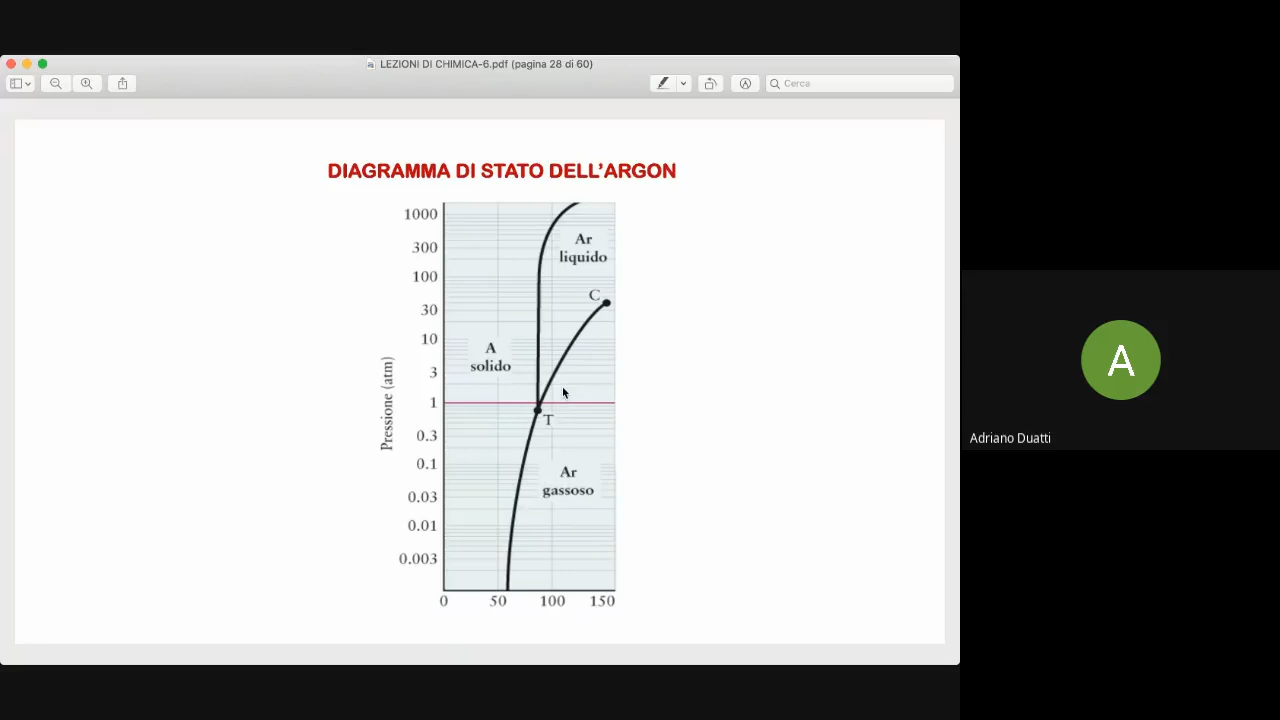 LEZIONI DI CHIMICA-6.pdf (pagina 28 di 60)
Cerca
DIAGRAMMA DI STATO DELL’ARGON
1000
300
100
30
10
3
1
0.3
0.1
0.03
0.01
0.003
Pressione (atm)
Ar
liquido
C
A
solido
T
Ar
gassoso
0 50 100 150
A
Adriano Duatti